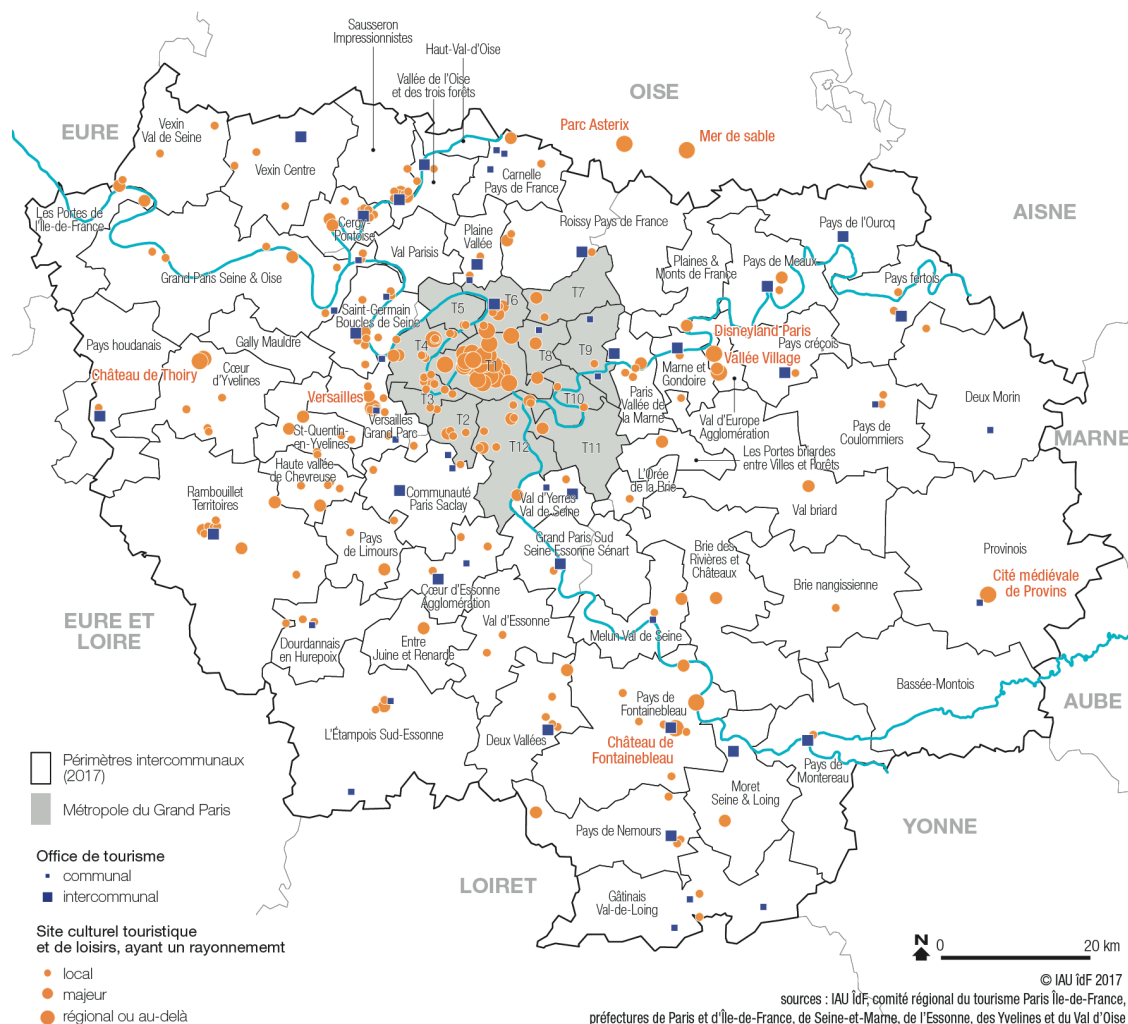 Sausseron
Impressionnistes
Haut-Val-d'Oise
Vallée de l'Oise
et des trois forêts
OISE
EURE
Vexin
Val de Seine
Parc Asterix
Mer de sable
Vexin Centre
Carnelle
Pays de France
Les Portes de
l'Île-de-France
Cergy-
Pontoise
Roissy Pays de France
Pays de l'Ourcq
AISNE
Plaine
Vallée
Val Parisis
Plaines &
Monts de France
Pays de Meaux
Grand Paris Seine & Oise
Pays fertois
T7
T6
T5
Saint-Germain
Boucles de Seine
Disneyland Paris
Pays houdanais
Gally Mauldre
T4
T8
T9
Pays créçois
Vallée Village
Château de Thoiry
Cœur
d'Yvelines
T1
Marne et
Gondoire
Versailles
T3
T10
Paris
Vallée de
la Marne
Deux Morin
Versailles
Grand Parc
T2
Val d'Europe
Agglomération
St-Quentin-
en-Yvelines
T12
T11
Pays de
Coulommiers
MARNE
Les Portes briardes
entre Villes et Forêts
Haute vallée
de Chevreuse
L'Orée
de la Brie
Rambouillet
Territoires
Communauté
Paris Saclay
Val d'Yerres
Val de Seine
Val briard
Pays
de Limours
Grand Paris Sud
Seine Essonne Sénart
Brie des
Rivières et
Châteaux
Provinois
Brie nangissienne
Cité médiévale
de Provins
Cœur d'Essonne
Agglomération
EURE ET
LOIRE
Val d'Essonne
Dourdannais
en Hurepoix
Entre
Juine et Renarde
Melun Val de Seine
Bassée-Montois
AUBE
Pays de
Fontainebleau
L'Étampois Sud-Essonne
Deux Vallées
Château de
Fontainebleau
Pays de
Montereau
Moret
Seine & Loing
YONNE
Pays de Nemours
LOIRET
Gâtinais
Val-de-Loing
Périmètres intercommunaux
(2017)
Métropole du Grand Paris
Office de tourisme
communal
intercommunal
Site culturel touristique
et de loisirs, ayant un rayonnememt
local
majeur
régional ou au-delà
N
0
20 km
© IAU îdF 2017
sources : IAU ÎdF, comité régional du tourisme Paris Île-de-France,
préfectures de Paris et d'Île-de-France, de Seine-et-Marne, de l'Essonne, des Yvelines et du Val d'Oise